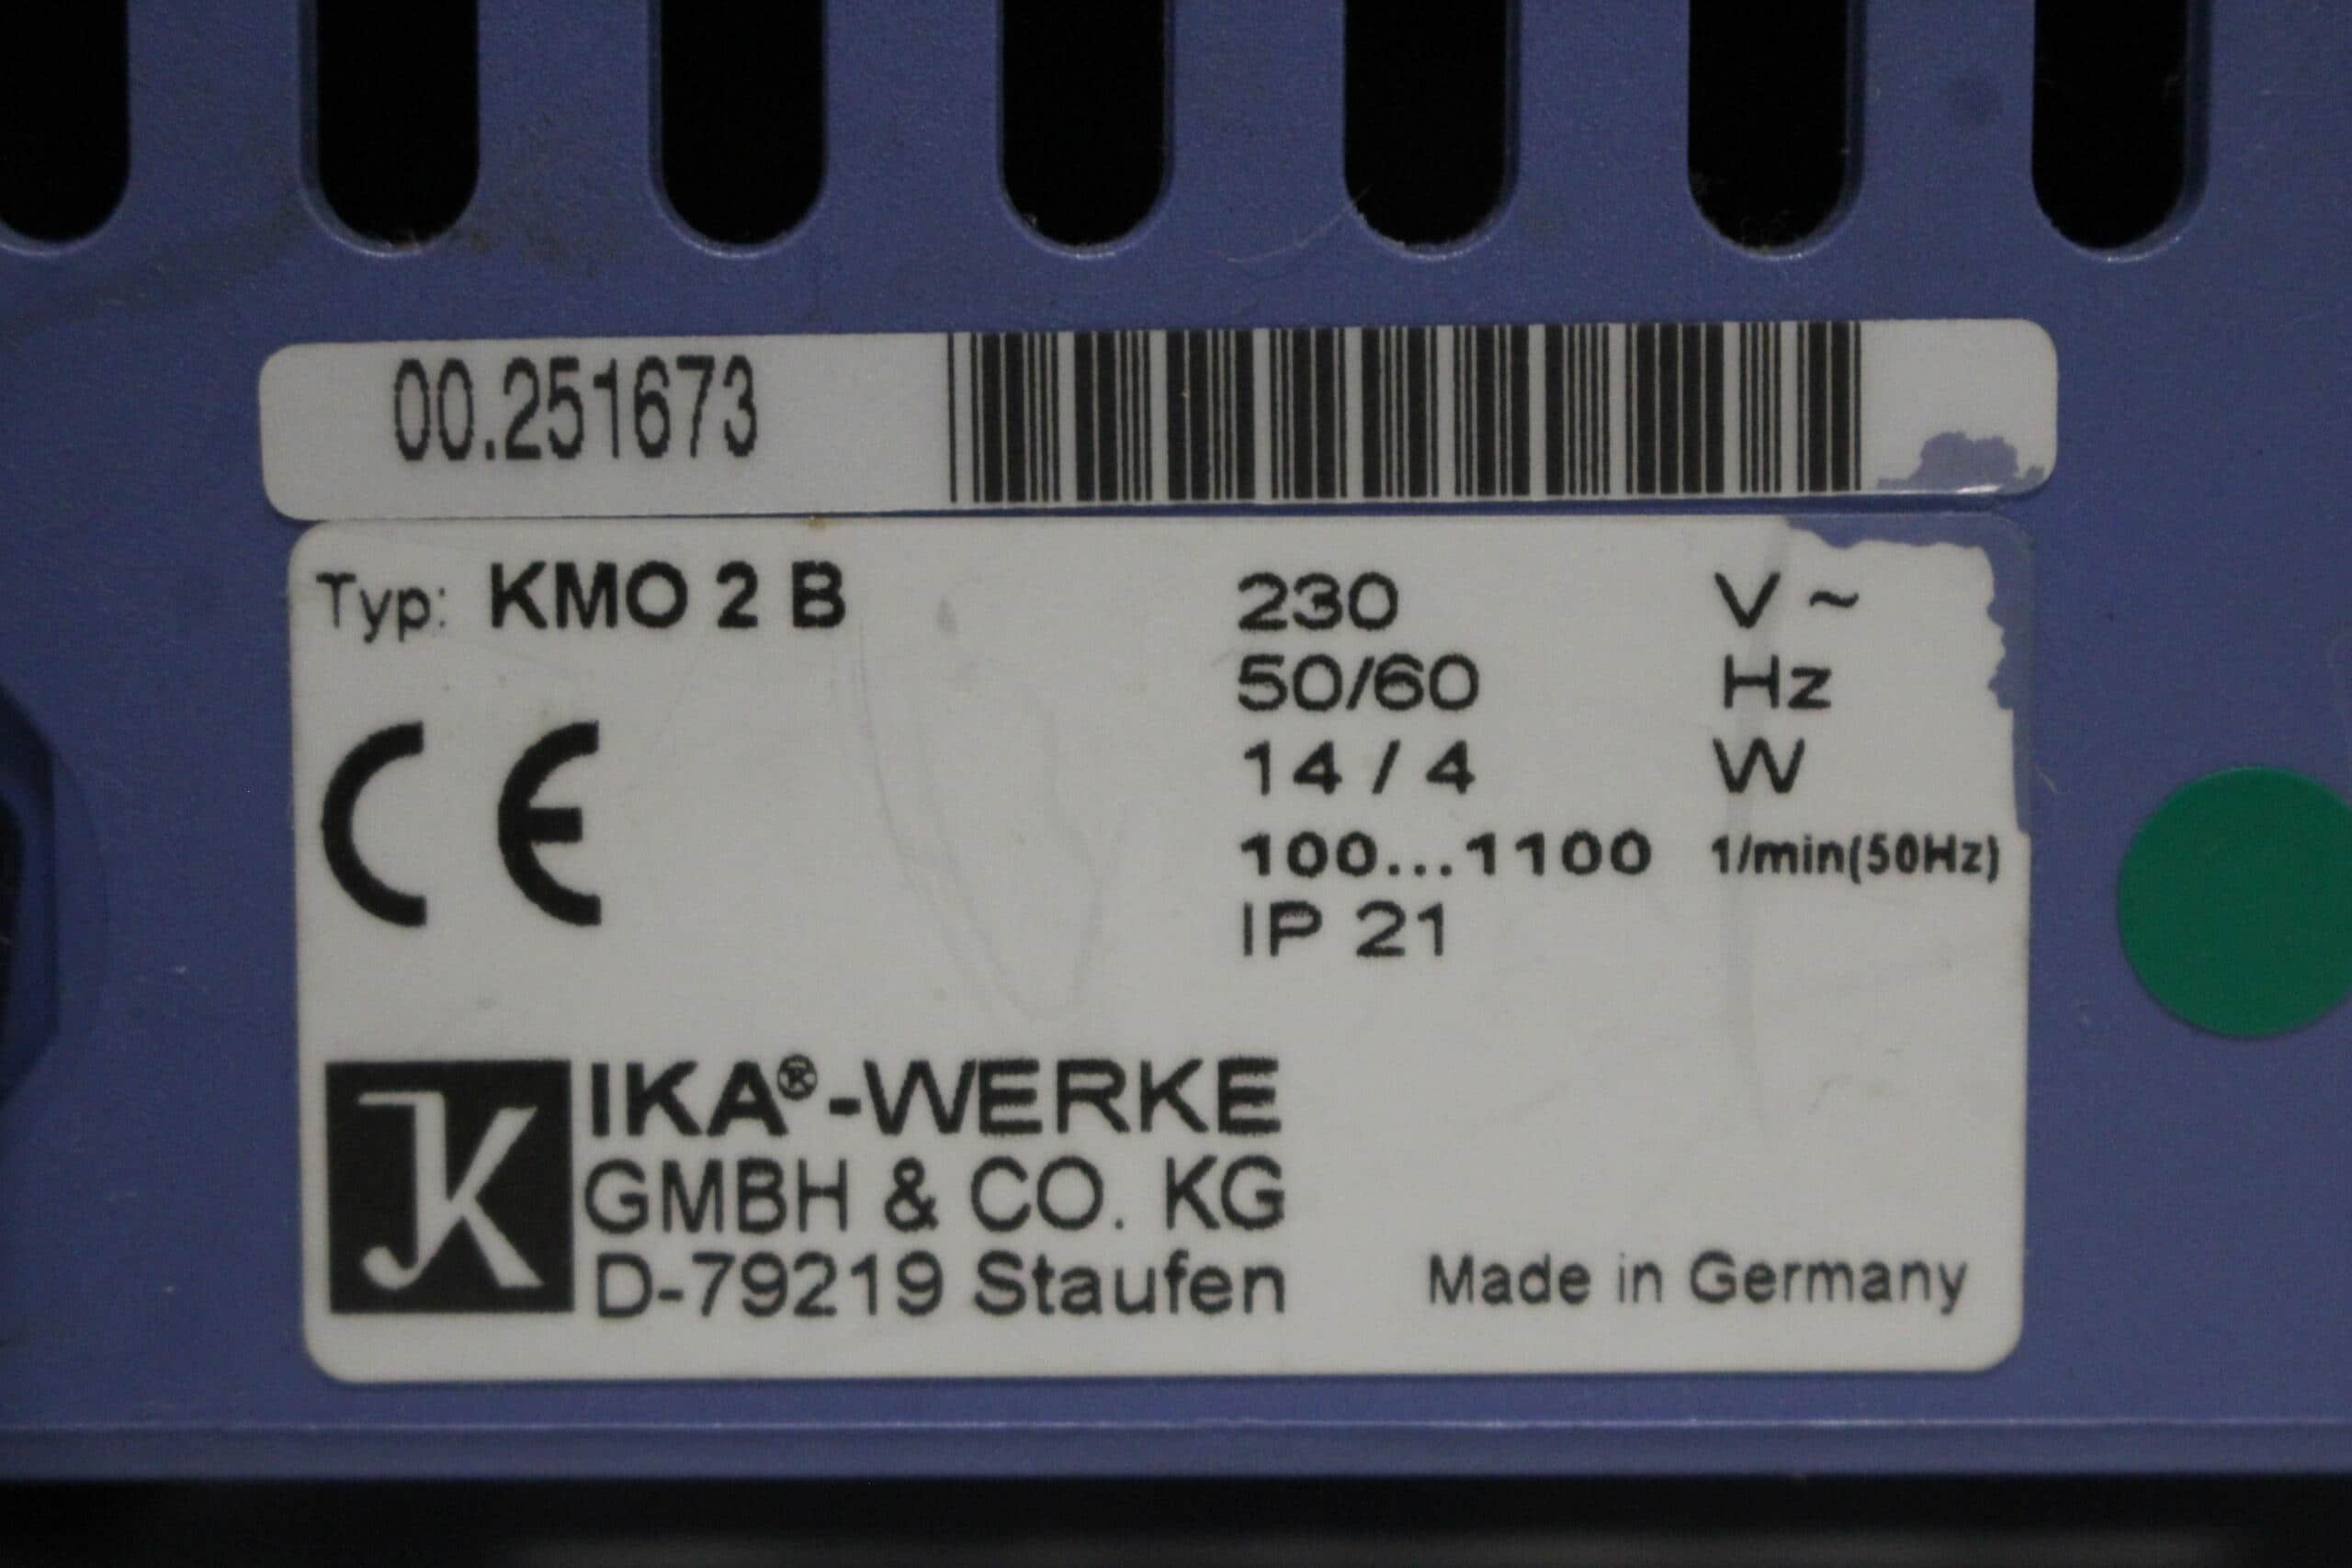 00.251673
Typ: KMO 2 B 230 V ~
50/60 Hz
14 / 4 W
100...1100 1/min(50Hz)
IP 21
CE
IKA®-WERKE
GMBH & CO. KG
D-79219 Staufen
Made in Germany